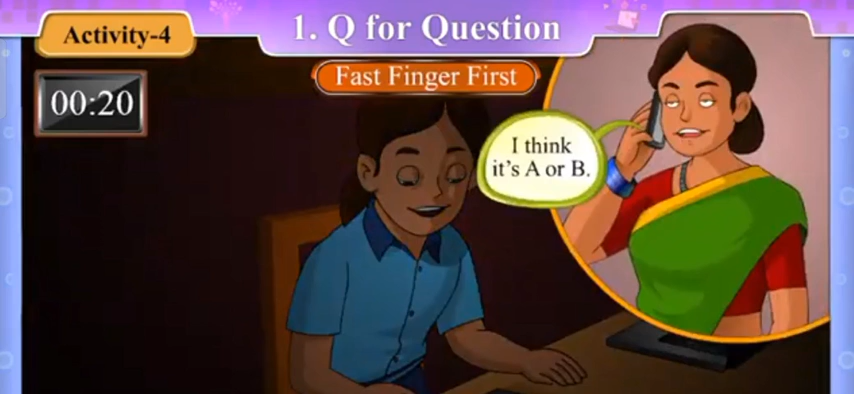 Activity-4
1. Q for Question
Fast Finger First
00:20
I think
it's A or B.